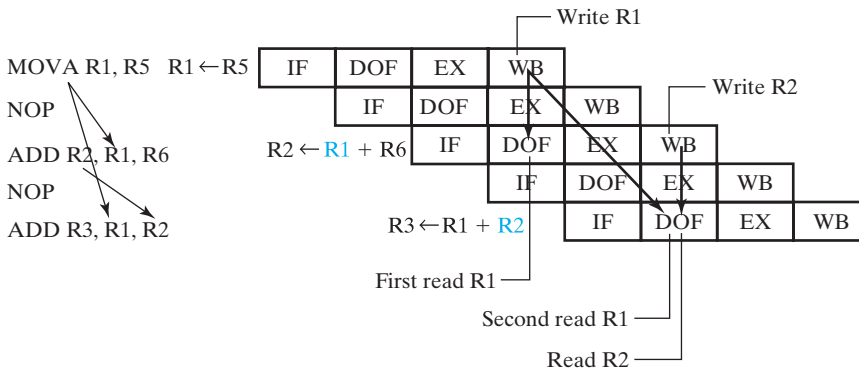 Write R1
MOVA R1, R5 R1←R5 IF DOF EX WB
Write R2
NOP IF DOF EX WB
ADD R2, R1, R6 R2←R1 + R6 IF DOF EX WB
NOP IF DOF EX WB
ADD R3, R1, R2 R3←R1 + R2 IF DOF EX WB
First read R1
Second read R1
Read R2